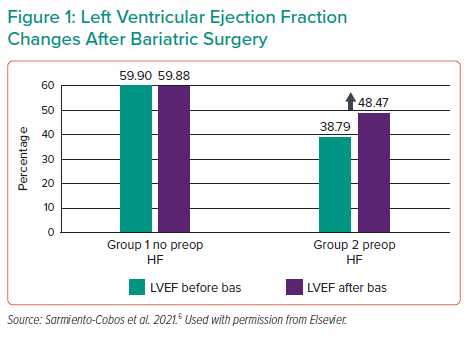 Figure 1: Left Ventricular Ejection Fraction
Changes After Bariatric Surgery
59.90 59.88
48.47
38.79
60
50
40
30
20
10
0
Percentage
Group 1 no preop
HF
Group 2 preop
HF
LVEF before bas
LVEF after bas
Source: Sarmiento-Cobos et al. 2021.⁶ Used with permission from Elsevier.